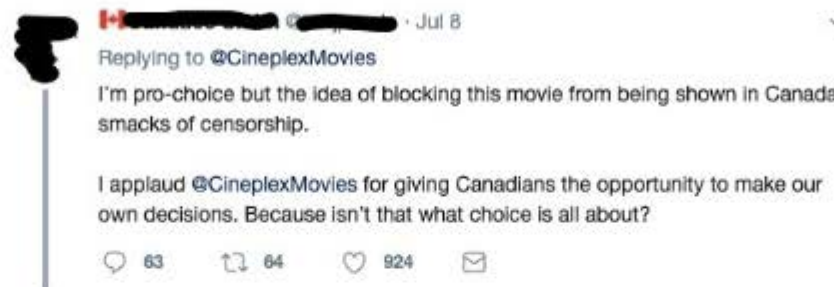 · Jul 8
Replying to @CineplexMovies
I'm pro-choice but the idea of blocking this movie from being shown in Canada
smacks of censorship.
I applaud @CineplexMovies for giving Canadians the opportunity to make our
own decisions. Because isn't that what choice is all about?
63 64 924